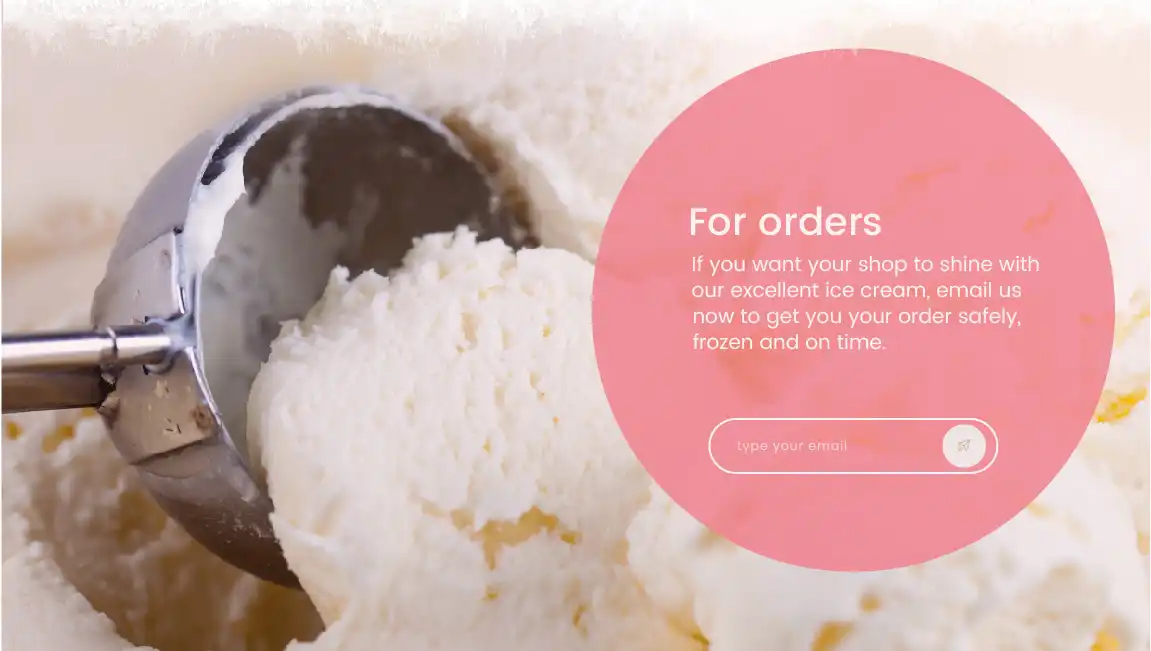 For orders
If you want your shop to shine with
our excellent ice cream, email us
now to get you your order safely,
frozen and on time.
type your email